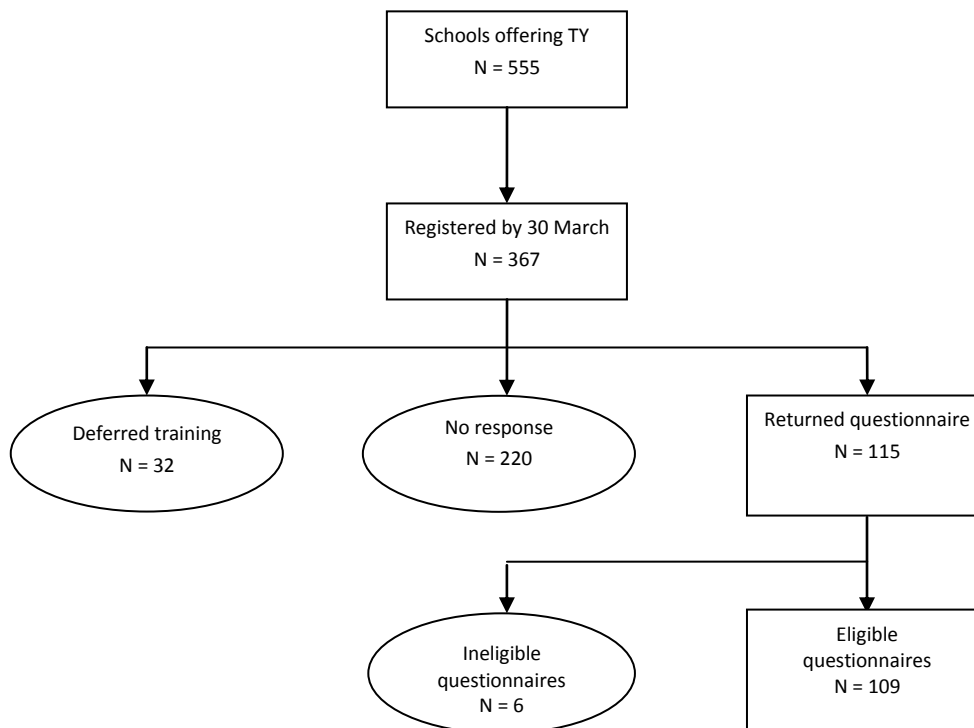 Schools offering TY
N = 555
Registered by 30 March
N = 367
Deferred training
N = 32
No response
N = 220
Returned questionnaire
N = 115
Ineligible
questionnaires
N = 6
Eligible
questionnaires
N = 109